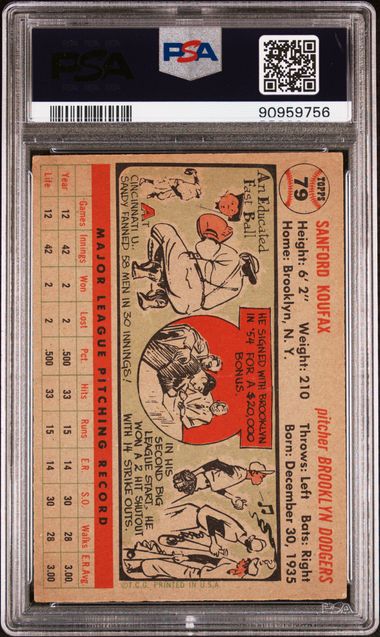 PSA
PSA
90959756
TOPPS
79
SANFORD KOUFAX
pitcher BROOKLYN DODGERS
Height: 6' 2" Weight: 210 Throws: Left Bats: Right
Home: Brooklyn, N. Y. Born: December 30, 1935
An Educated
Fast Ball
AT
CINCINNATI U.;
SANDY FANNED 58 MEN IN 30 INNINGS!
HE SIGNED WITH BROOKLYN
IN '54 FOR A $20,000
BONUS.
IN HIS
SECOND BIG
LEAGUE START, HE
WON A 2 HIT SHUTOUT
WITH 14 STRIKE OUTS.
©T.C.G. PRINTED IN U.S.A.
MAJOR LEAGUE PITCHING RECORD
Games Innings Won Lost Pct. Hits Runs E.R. S.O. Walks E.R.Avg.
Year 12 42 2 2 .500 33 15 14 30 28 3.00
Life 12 42 2 2 .500 33 15 14 30 28 3.00